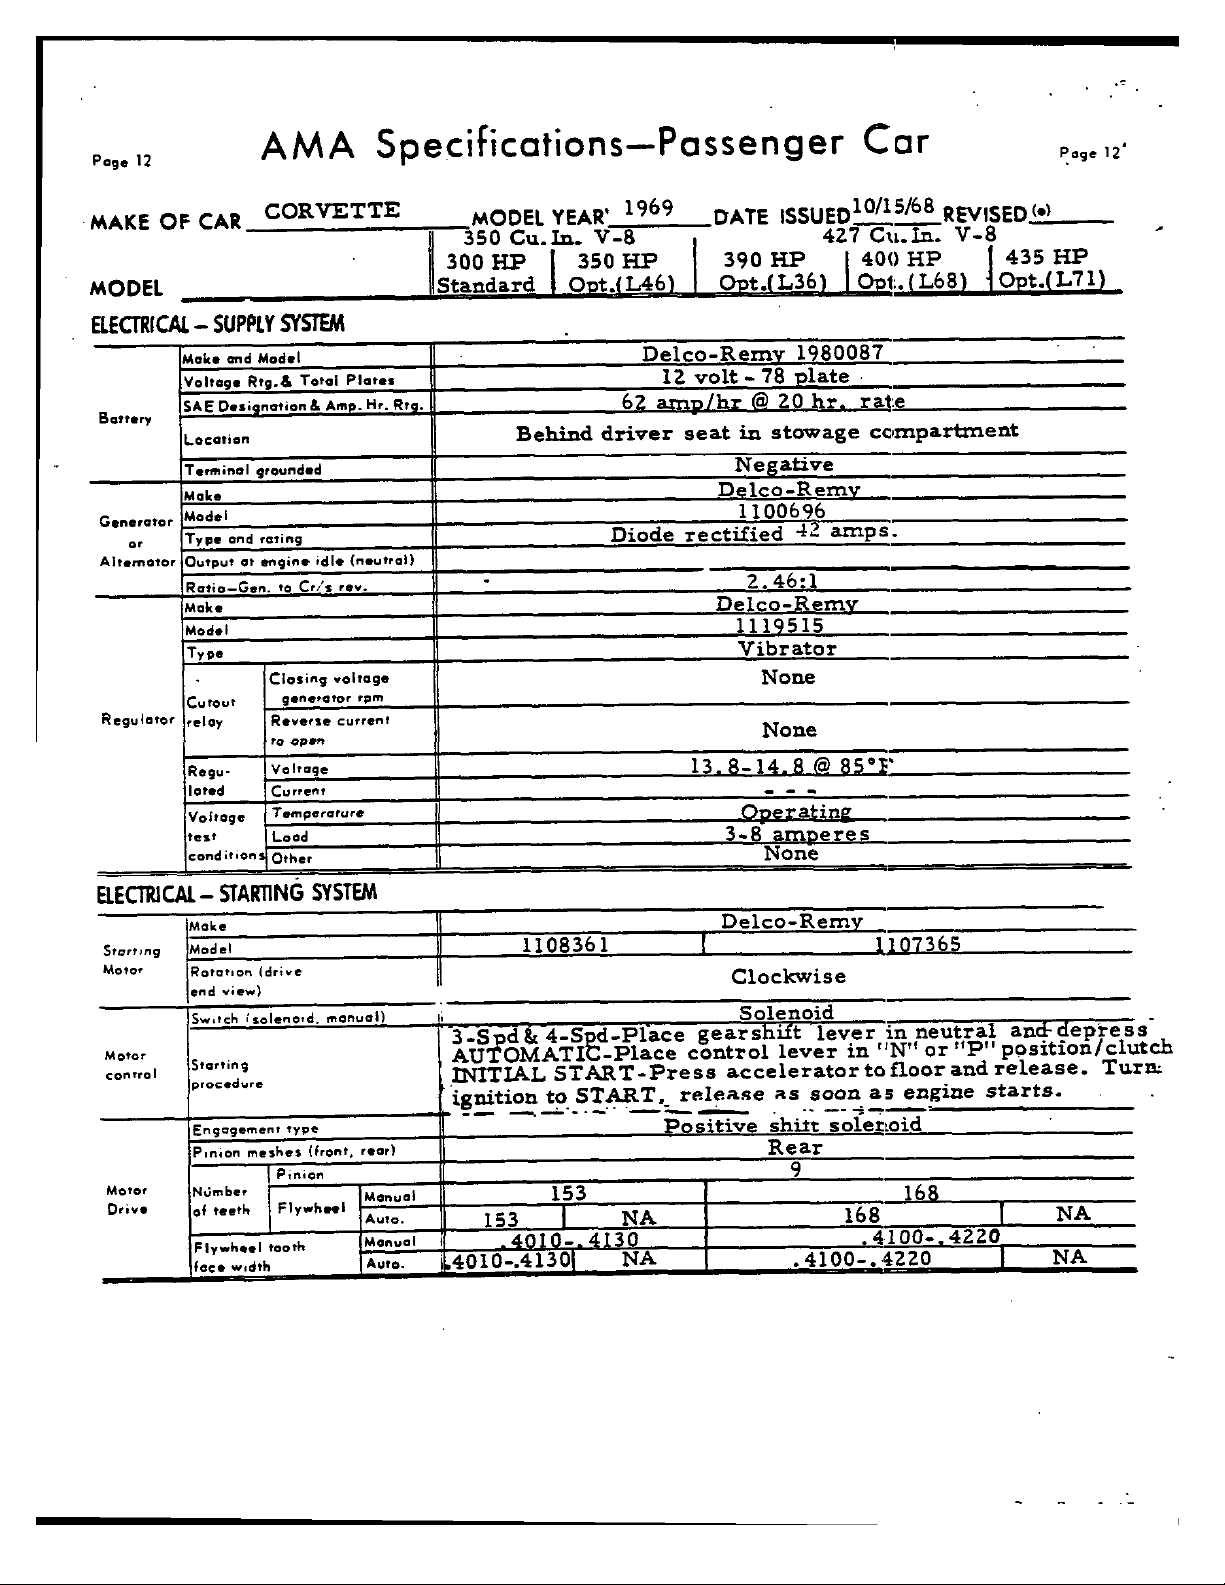 Page 12 AMA Specifications—Passenger Car Page 12
MAKE OF CAR CORVETTE MODEL YEAR 1969 DATE ISSUED 10/15/68 REVISED (•)
350 Cu. In. V-8 427 Cu. In. V-8
300 HP 350 HP 390 HP 400 HP 435 HP
MODEL Standard Opt.(L46) Opt.(L36) Opt.(L68) Opt.(L71)
ELECTRICAL – SUPPLY SYSTEM
Battery
Make and Model Delco-Remy 1980087
Voltage Rtg.& Total Plates 12 volt - 78 plate
SAE Designation & Amp. Hr. Rtg. 62 amp/hr @ 20 hr. rate
Location Behind driver seat in stowage compartment
Terminal grounded Negative
Generator or Alternator
Make Delco-Remy
Model 1100696
Type and rating Diode rectified 42 amps.
Output at engine idle (neutral)
Ratio—Gen. to Cr/s rev. 2.46:1
Regulator
Make Delco-Remy
Model 1119515
Type Vibrator
Cutout relay
Closing voltage generator rpm None
Reverse current to open None
Regulated
Voltage 13.8-14.8 @ 85°F
Current - - -
Voltage test conditions
Temperature Operating
Load 3-8 amperes
Other None
ELECTRICAL – STARTING SYSTEM
Starting Motor
Make Delco-Remy
Model 1108361 1107365
Rotation (drive end view) Clockwise
Motor control
Switch (solenoid, manual) Solenoid
Starting procedure
3-Spd & 4-Spd-Place gearshift lever in neutral and depress
AUTOMATIC-Place control lever in "N" or "P" position/clutch
INITIAL START-Press accelerator to floor and release. Turn
ignition to START, release as soon as engine starts.
Motor Drive
Engagement type Positive shift solenoid
Pinion meshes (front, rear) Rear
Number of teeth
Pinion 9
Flywheel
Manual 153 168
Auto. 153 NA 168 NA
Flywheel tooth face width
Manual .4010-.4130 .4100-.4220
Auto. .4010-.4130 NA .4100-.4220 NA